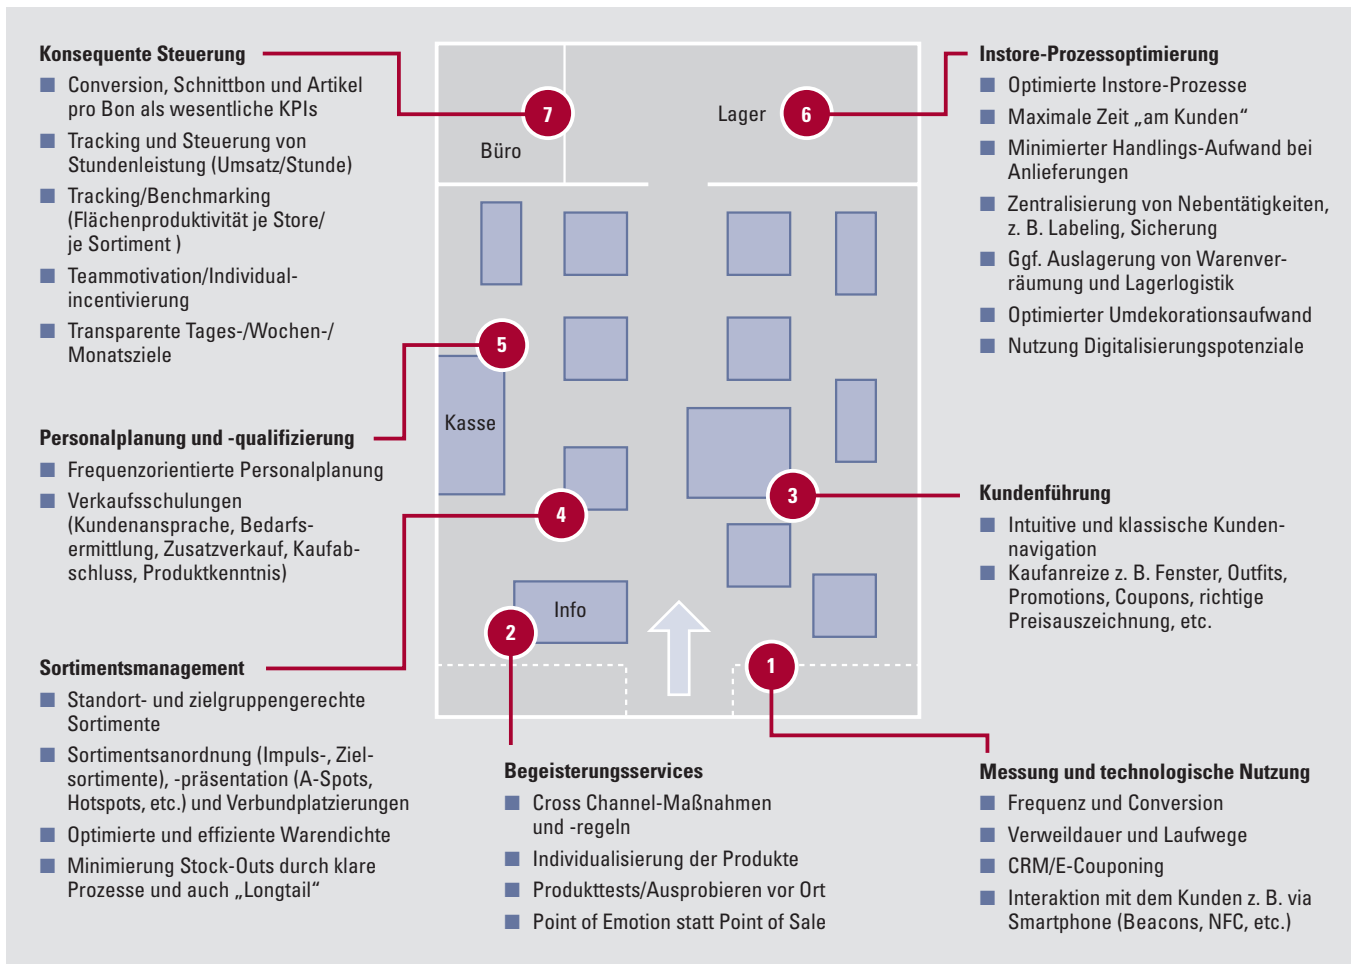 Konsequente Steuerung
Conversion, Schnittbon und Artikel
pro Bon als wesentliche KPIs
Tracking und Steuerung von
Stundenleistung (Umsatz/Stunde)
Tracking/Benchmarking
(Flächenproduktivität je Store/
je Sortiment )
Teammotivation/Individual-
incentivierung
Transparente Tages-/Wochen-/
Monatsziele
Personalplanung und -qualifizierung
Frequenzorientierte Personalplanung
Verkaufsschulungen
(Kundenansprache, Bedarfs-
ermittlung, Zusatzverkauf, Kaufab-
schluss, Produktkenntnis)
Sortimentsmanagement
Standort- und zielgruppengerechte
Sortimente
Sortimentsanordnung (Impuls-, Ziel-
sortimente), -präsentation (A-Spots,
Hotspots, etc.) und Verbundplatzierungen
Optimierte und effiziente Warendichte
Minimierung Stock-Outs durch klare
Prozesse und auch „Longtail“
7
Büro
Lager
6
5
Kasse
4
3
Info
2
1
Begeisterungsservices
Cross Channel-Maßnahmen
und -regeln
Individualisierung der Produkte
Produkttests/Ausprobieren vor Ort
Point of Emotion statt Point of Sale
Instore-Prozessoptimierung
Optimierte Instore-Prozesse
Maximale Zeit „am Kunden“
Minimierter Handlings-Aufwand bei
Anlieferungen
Zentralisierung von Nebentätigkeiten,
z. B. Labeling, Sicherung
Ggf. Auslagerung von Warenver-
räumung und Lagerlogistik
Optimierter Umdekorationsaufwand
Nutzung Digitalisierungspotenziale
Kundenführung
Intuitive und klassische Kunden-
navigation
Kaufanreize z. B. Fenster, Outfits,
Promotions, Coupons, richtige
Preisauszeichnung, etc.
Messung und technologische Nutzung
Frequenz und Conversion
Verweildauer und Laufwege
CRM/E-Couponing
Interaktion mit dem Kunden z. B. via
Smartphone (Beacons, NFC, etc.)